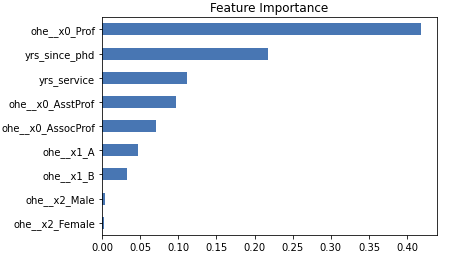 Feature Importance
ohe__x0_Prof
yrs_since_phd
yrs_service
ohe__x0_AsstProf
ohe__x0_AssocProf
ohe__x1_A
ohe__x1_B
ohe__x2_Male
ohe__x2_Female
0.00 0.05 0.10 0.15 0.20 0.25 0.30 0.35 0.40